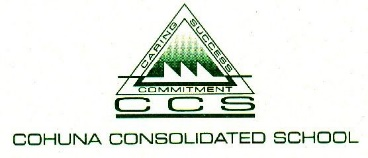 CARING
SUCCESS
COMMITMENT
CCS
COHUNA CONSOLIDATED SCHOOL